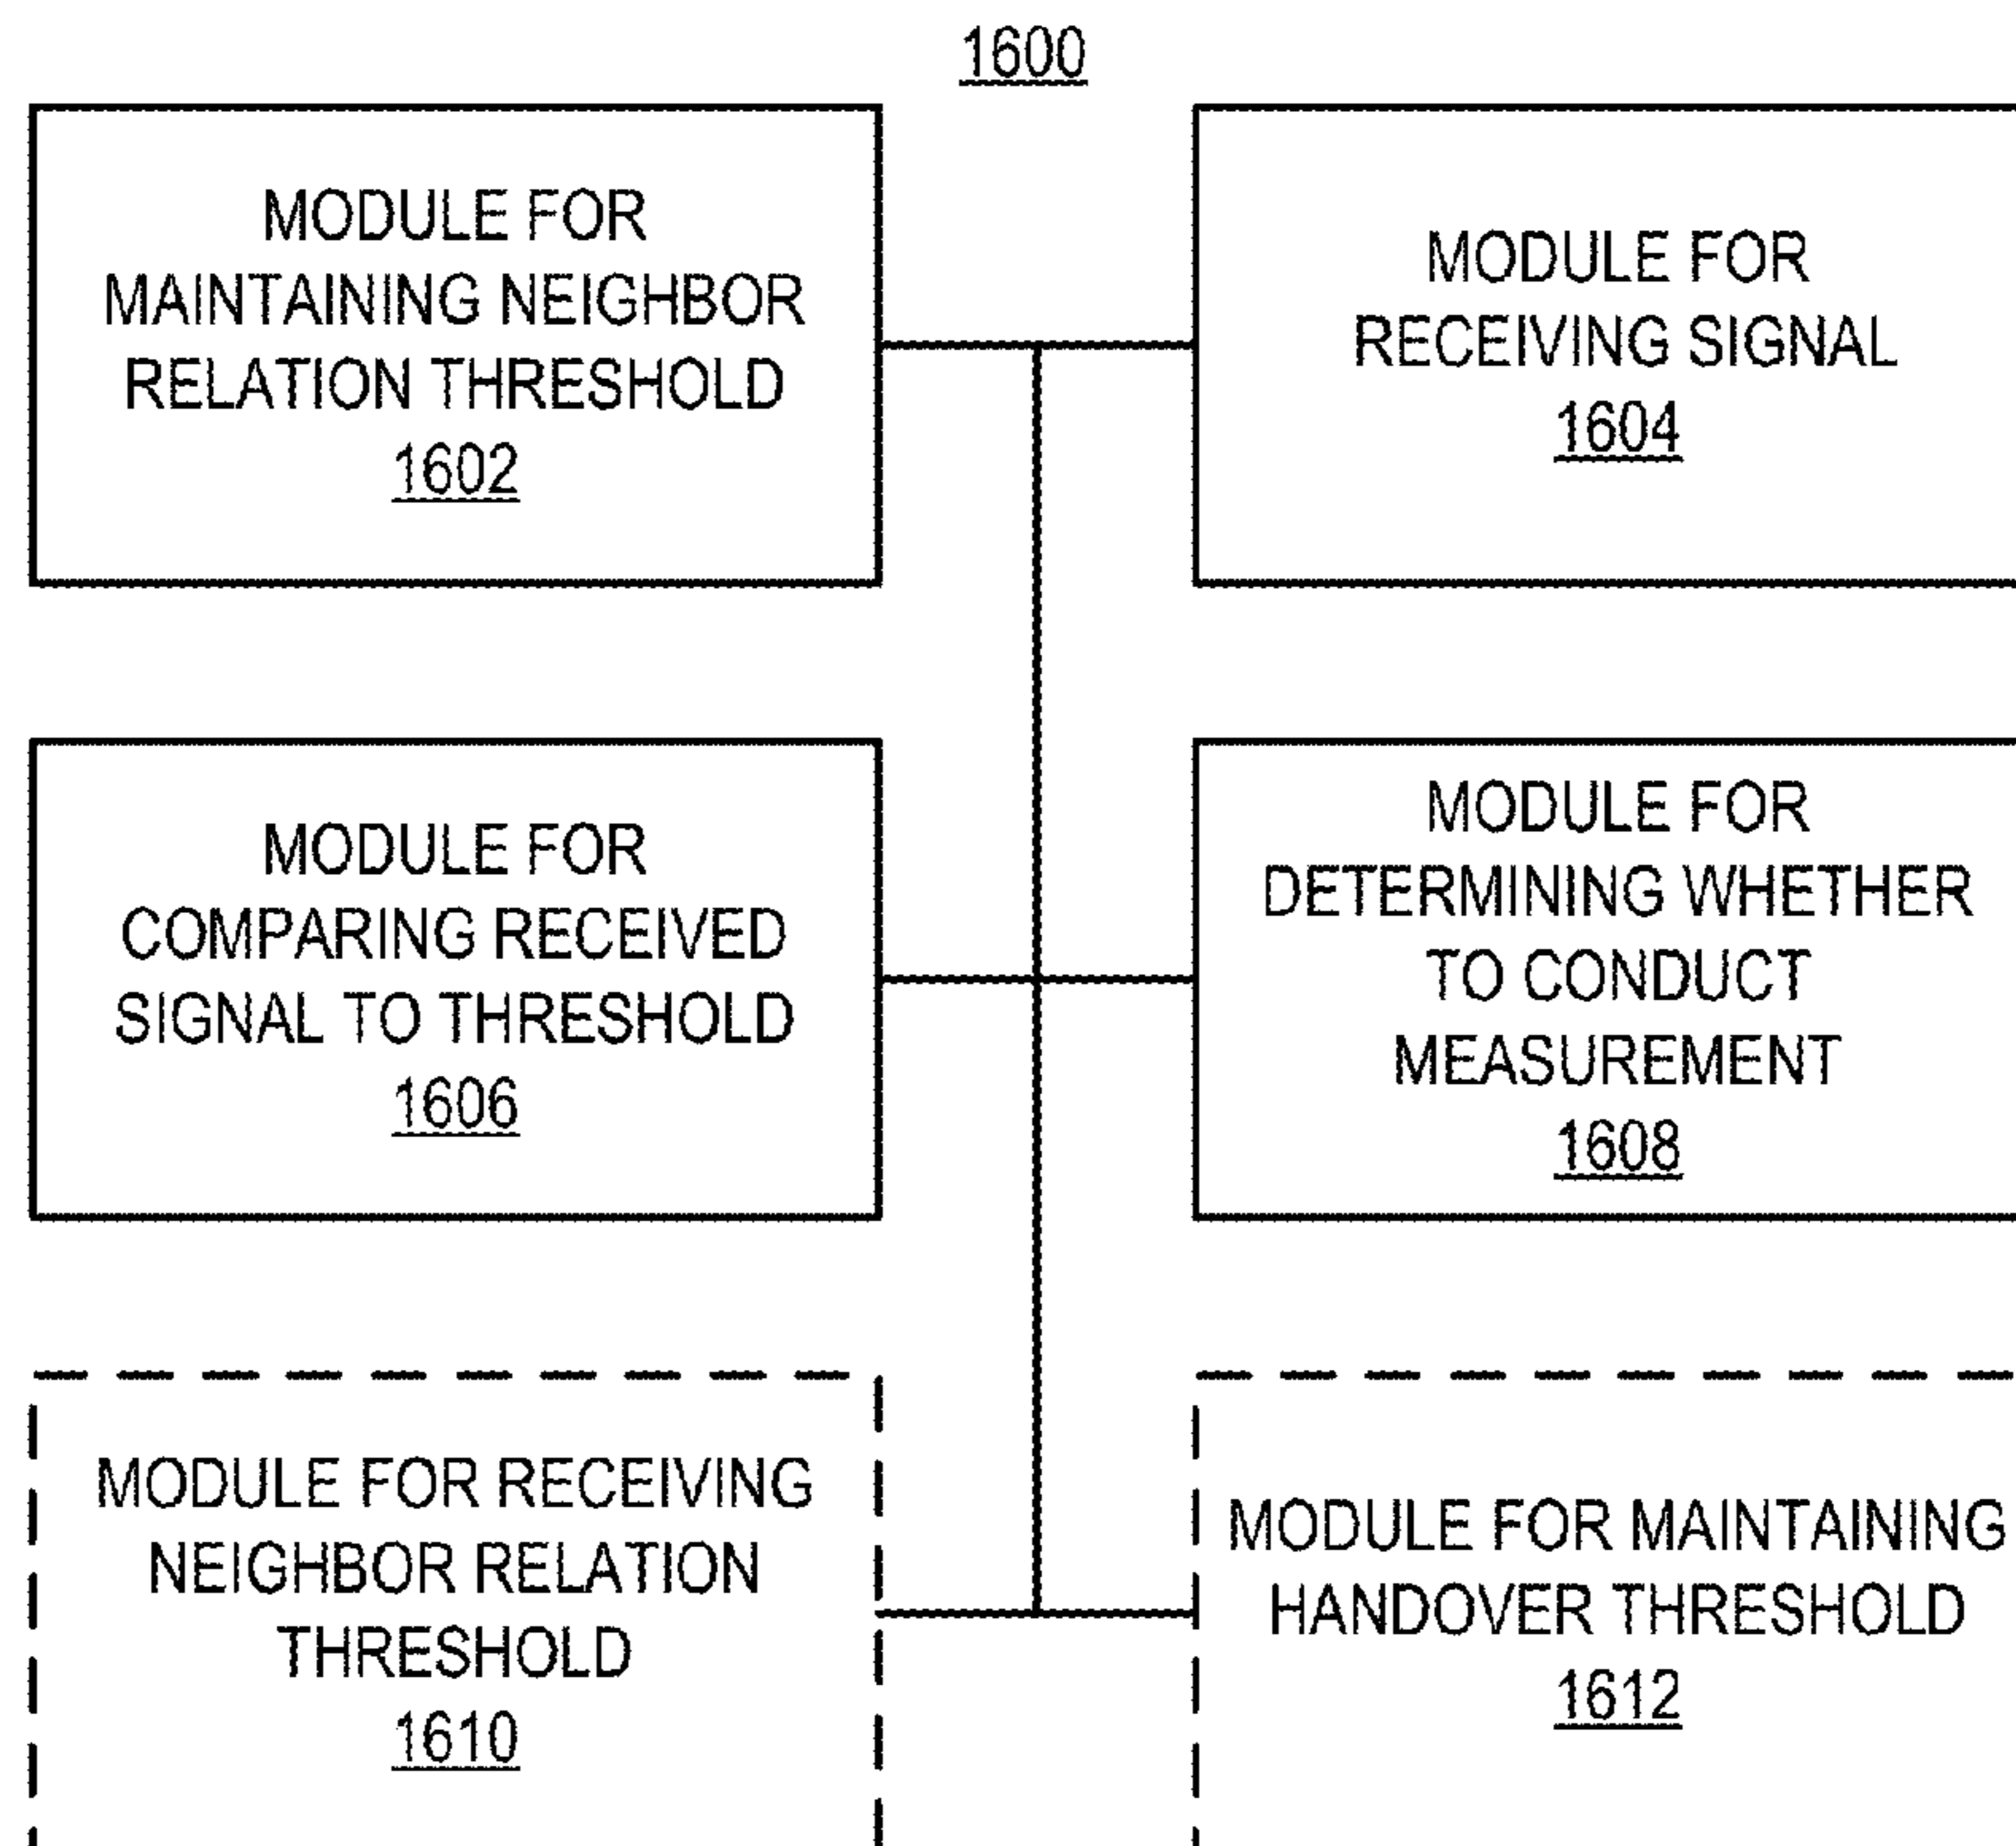 1600
MODULE FOR
MAINTAINING NEIGHBOR
RELATION THRESHOLD
1602
MODULE FOR
RECEIVING SIGNAL
1604
MODULE FOR
COMPARING RECEIVED
SIGNAL TO THRESHOLD
1606
MODULE FOR
DETERMINING WHETHER
TO CONDUCT
MEASUREMENT
1608
MODULE FOR RECEIVING
NEIGHBOR RELATION
THRESHOLD
1610
MODULE FOR MAINTAINING
HANDOVER THRESHOLD
1612